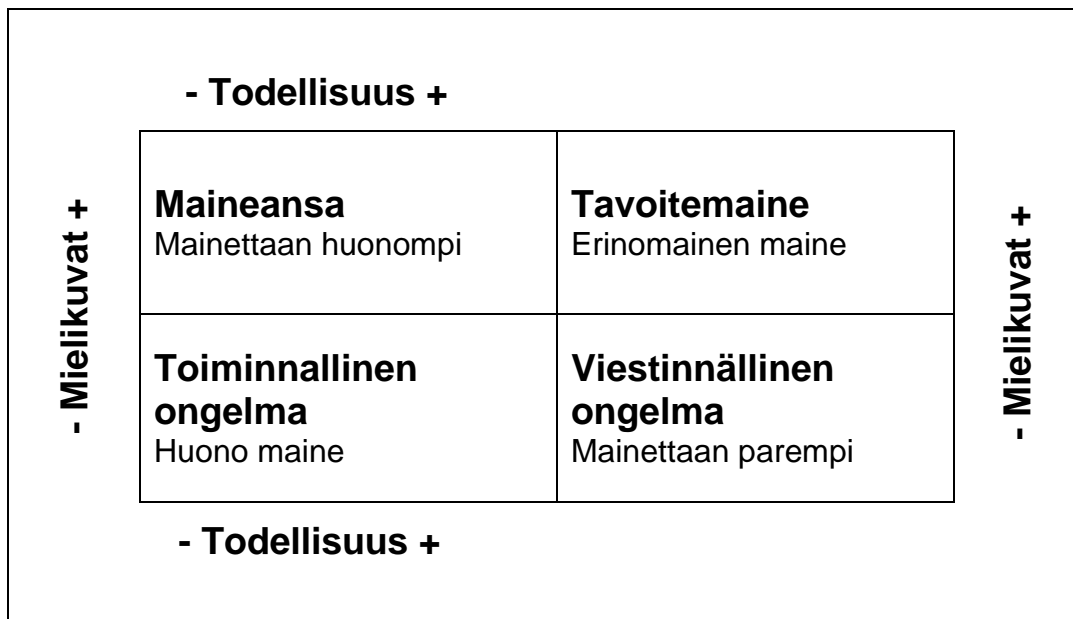 - Todellisuus +
- Mielikuvat +
Maineansa
Mainettaan huonompi
Tavoitemaine
Erinomainen maine
Toiminnallinen
ongelma
Huono maine
Viestinnällinen
ongelma
Mainettaan parempi
- Mielikuvat +
- Todellisuus +